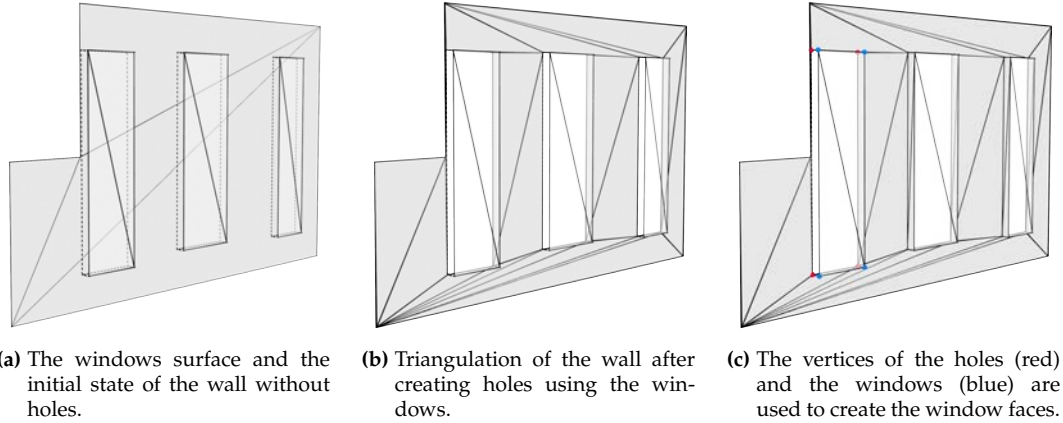 (a) The windows surface and the
initial state of the wall without
holes.
(b) Triangulation of the wall after
creating holes using the win-
dows.
(c) The vertices of the holes (red)
and the windows (blue) are
used to create the window faces.